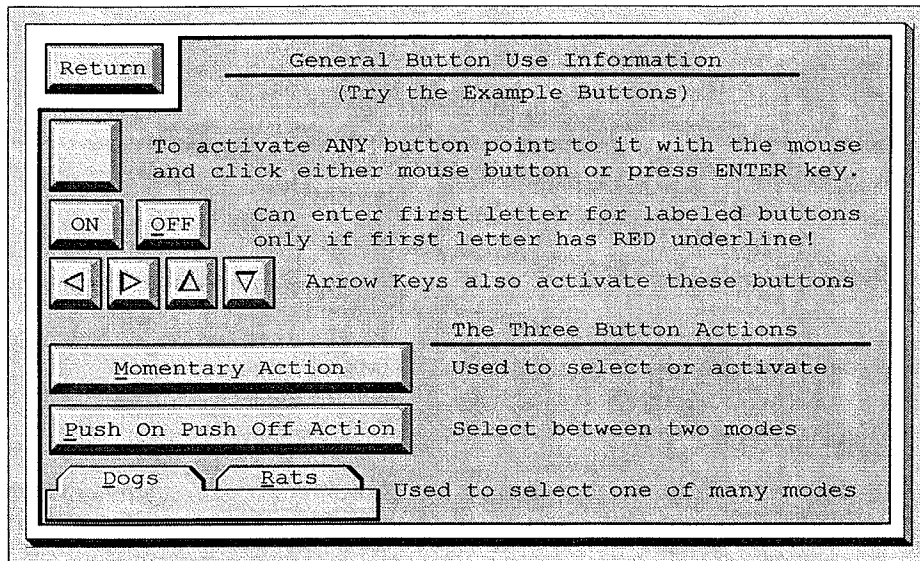 Return
General Button Use Information
(Try the Example Buttons)
To activate ANY button point to it with the mouse
and click either mouse button or press ENTER key.
ON
OFF
Can enter first letter for labeled buttons
only if first letter has RED underline!
Arrow Keys also activate these buttons
The Three Button Actions
Momentary Action
Used to select or activate
Push On Push Off Action
Select between two modes
Dogs
Rats
Used to select one of many modes